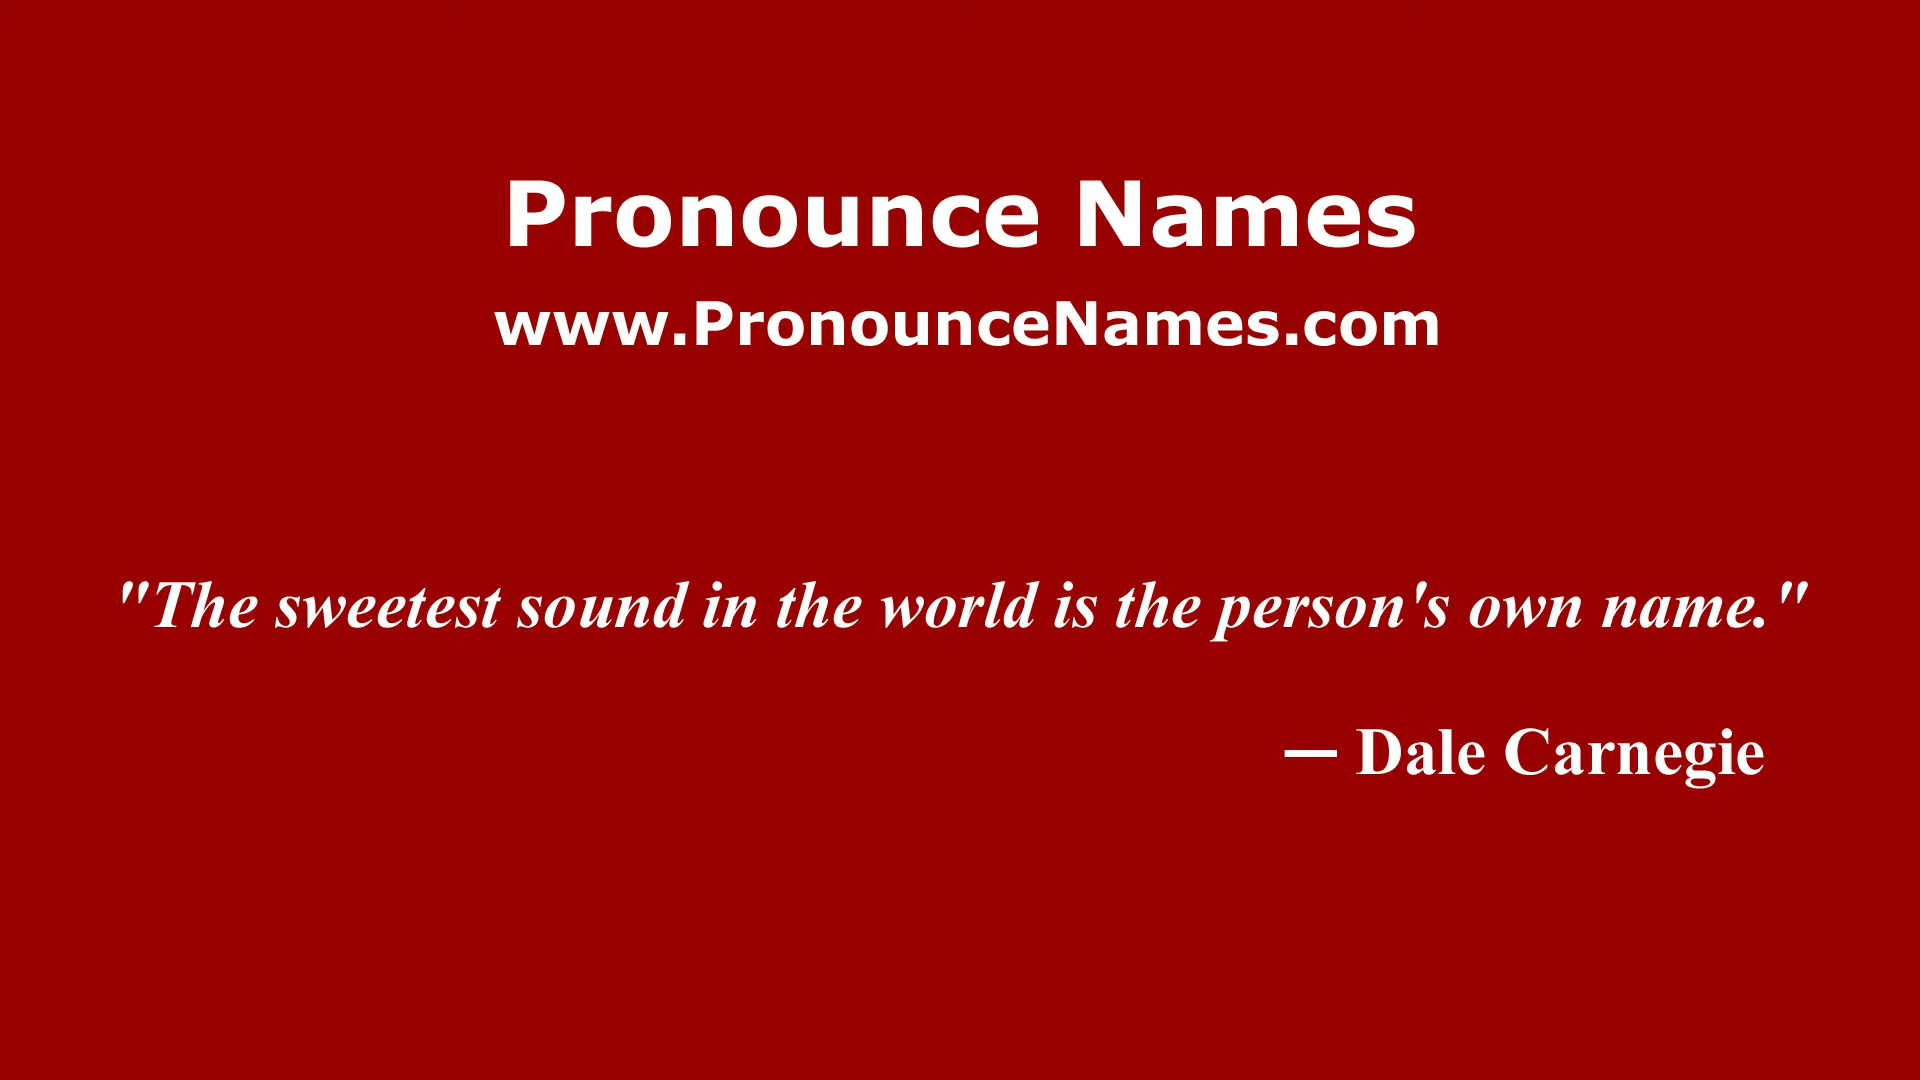 Pronounce Names
www.PronounceNames.com
"The sweetest sound in the world is the person's own name."
— Dale Carnegie